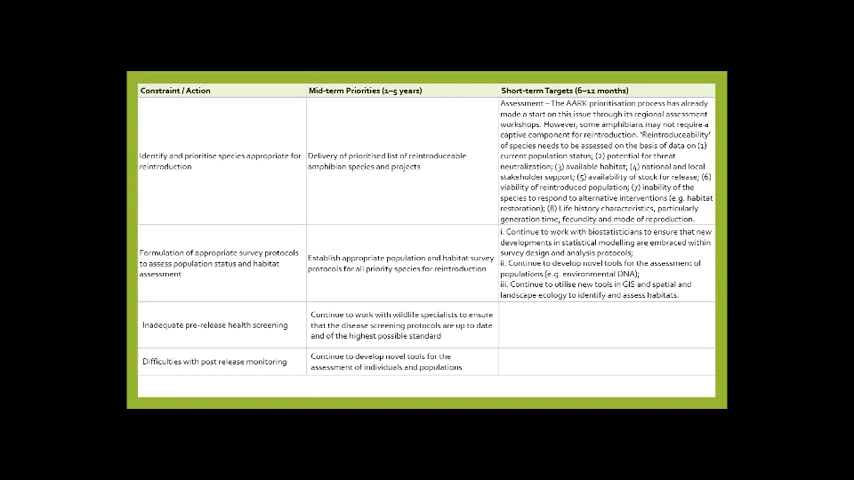 Constraint / Action
Mid-term Priorities (1–5 years)
Short-term Targets (6–12 months)
Identify and prioritise species appropriate for
reintroduction
Delivery of prioritised list of reintroduceable
amphibian species and projects
Assessment – The AARK prioritisation process has already
made a start on this issue through its regional assessment
workshops. However, some amphibians may not require a
captive component for reintroduction. 'Reintroduceability'
of species needs to be assessed on the basis of data on (1)
current population status; (2) potential for threat
neutralization; (3) available habitat; (4) national and local
stakeholder support; (5) availability of stock for release; (6)
viability of reintroduced population; (7) inability of the
species to respond to alternative interventions (e.g. habitat
restoration); (8) Life history characteristics, particularly
generation time, fecundity and mode of reproduction.
Formulation of appropriate survey protocols
to assess population status and habitat
assessment
Establish appropriate population and habitat survey
protocols for all priority species for reintroduction
i. Continue to work with biostatisticians to ensure that new
developments in statistical modelling are embraced within
survey design and analysis protocols;
ii. Continue to develop novel tools for the assessment of
populations (e.g. environmental DNA);
iii. Continue to utilise new tools in GIS and spatial and
landscape ecology to identify and assess habitats.
Inadequate pre-release health screening
Continue to work with wildlife specialists to ensure
that the disease screening protocols are up to date
and of the highest possible standard
Difficulties with post release monitoring
Continue to develop novel tools for the
assessment of individuals and populations